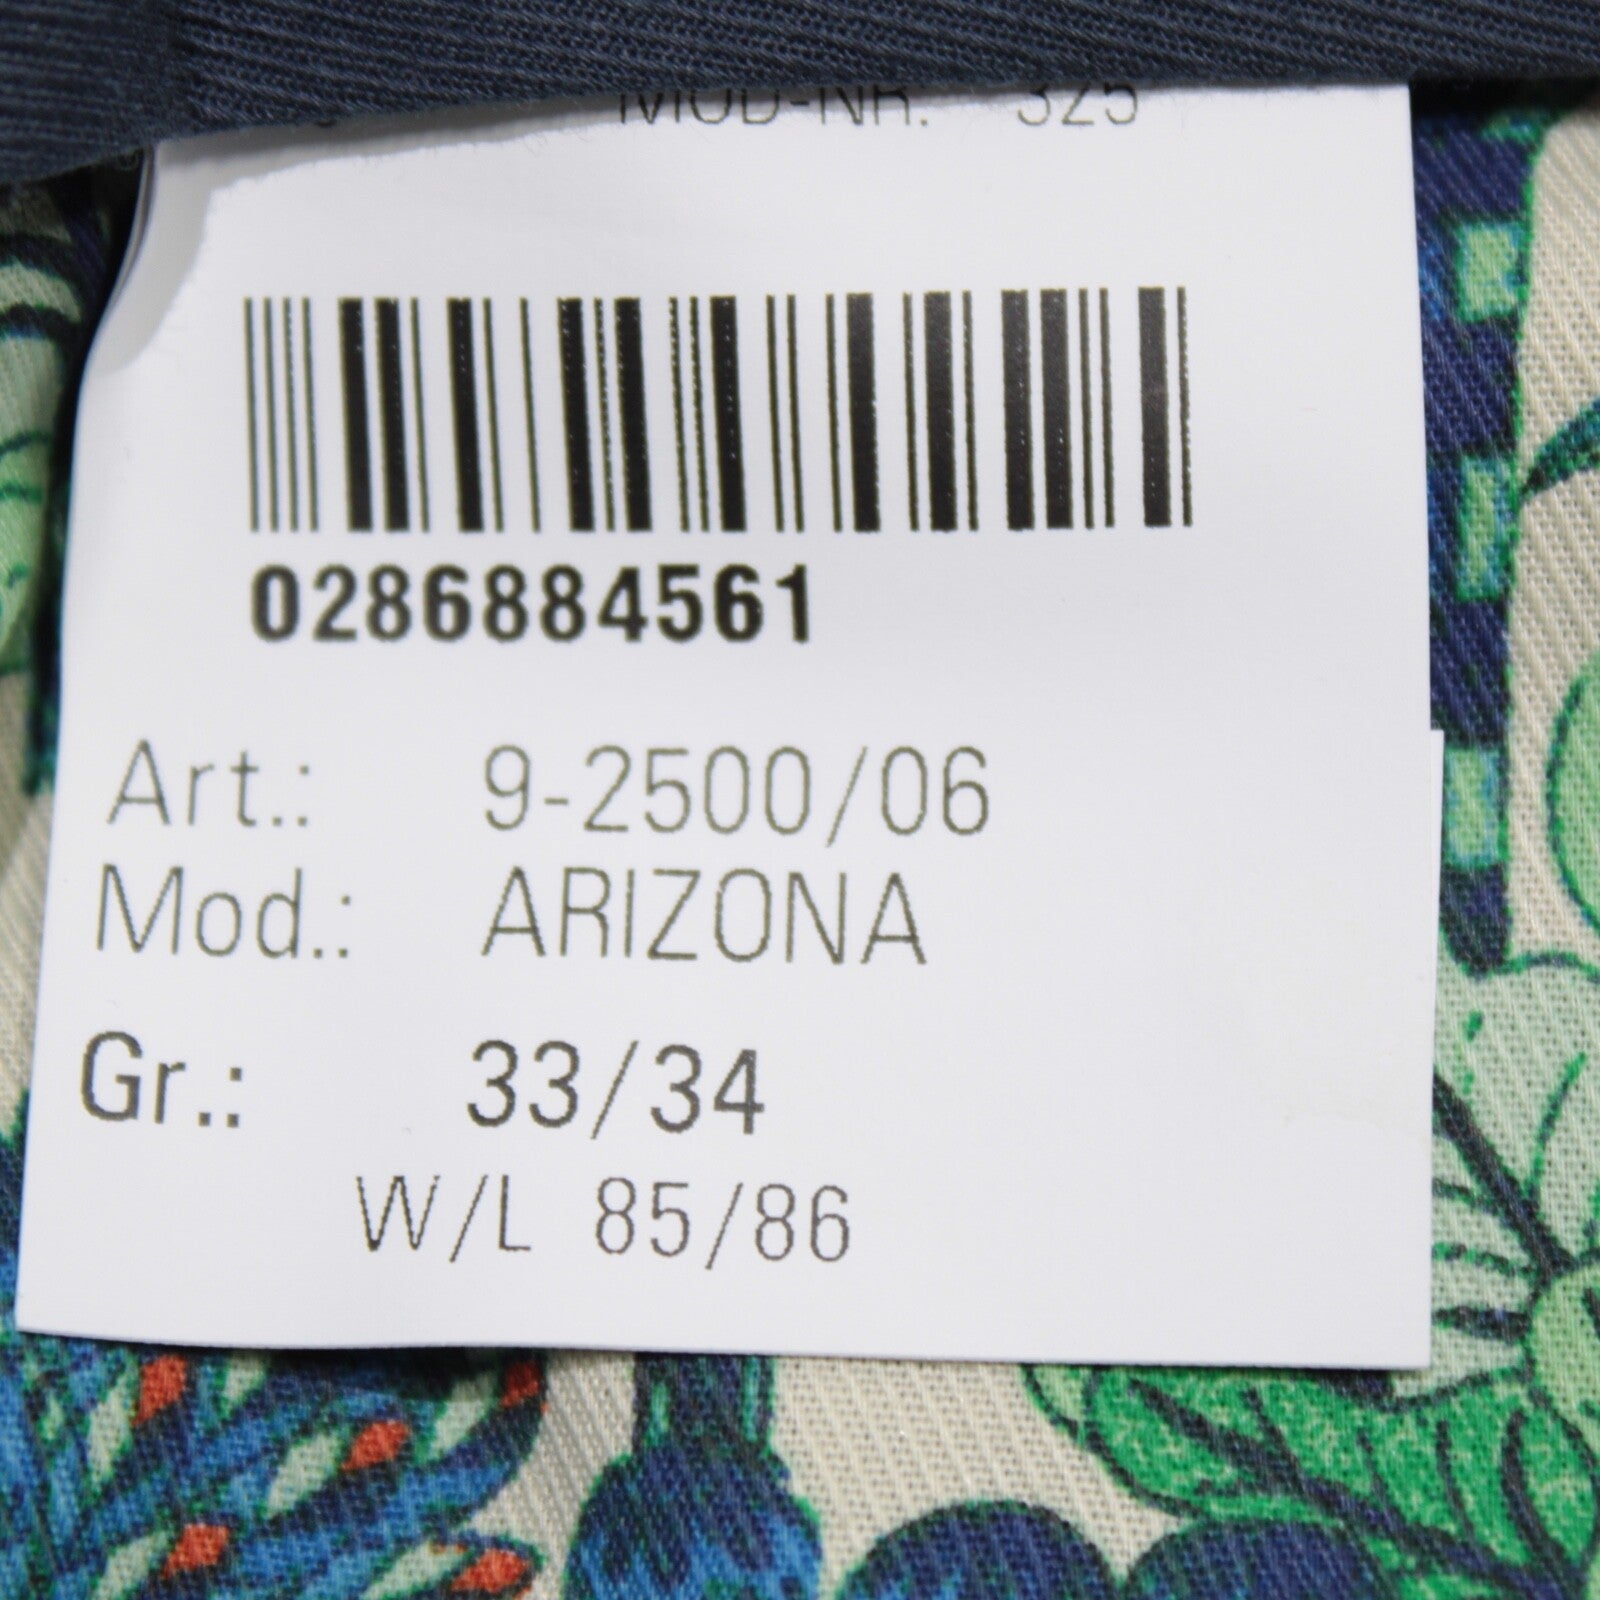 MOD-NR. 325
0286884561
Art.: 9-2500/06
Mod.: ARIZONA
Gr.: 33/34
W/L 85/86